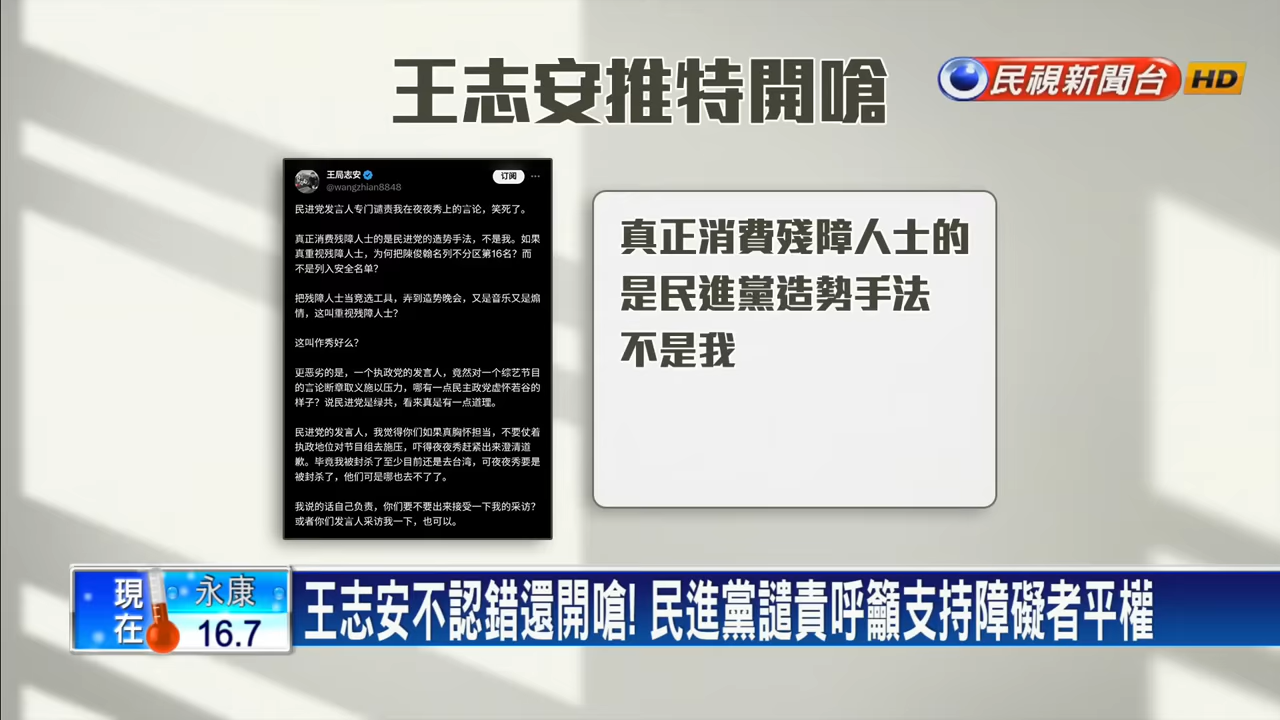 王志安推特開嗆
民視新聞台
HD
王局志安
@wangzhian8848
订阅
民进党发言人专门谴责我在夜夜秀上的言论，笑死了。
真正消费残障人士的是民进党的造势手法，不是我。如果
真重视残障人士，为何把陳俊翰名列不分区第16名？而
不是列入安全名单？
把残障人士当竞选工具，弄到造势晚会，又是音乐又是煽
情，这叫重视残障人士？
这叫作秀好么？
更恶劣的是，一个执政党的发言人，竟然对一个综艺节目
的言论断章取义施以压力，哪有一点民主政党虚怀若谷的
样子？说民进党是绿共，看来真是有一点道理。
民进党的发言人，我觉得你们如果真胸怀担当，不要仗着
执政地位对节目组去施压，吓得夜夜秀赶紧出来澄清道
歉。毕竟我被封杀了至少目前还是去台湾，可夜夜秀要是
被封杀了，他们可是哪也去不了了。
我说的话自己负责，你们要不要出来接受一下我的采访？
或者你们发言人采访我一下，也可以。
真正消費殘障人士的
是民進黨造勢手法
不是我
現在
永康
16.7
王志安不認錯還開嗆! 民進黨譴責呼籲支持障礙者平權